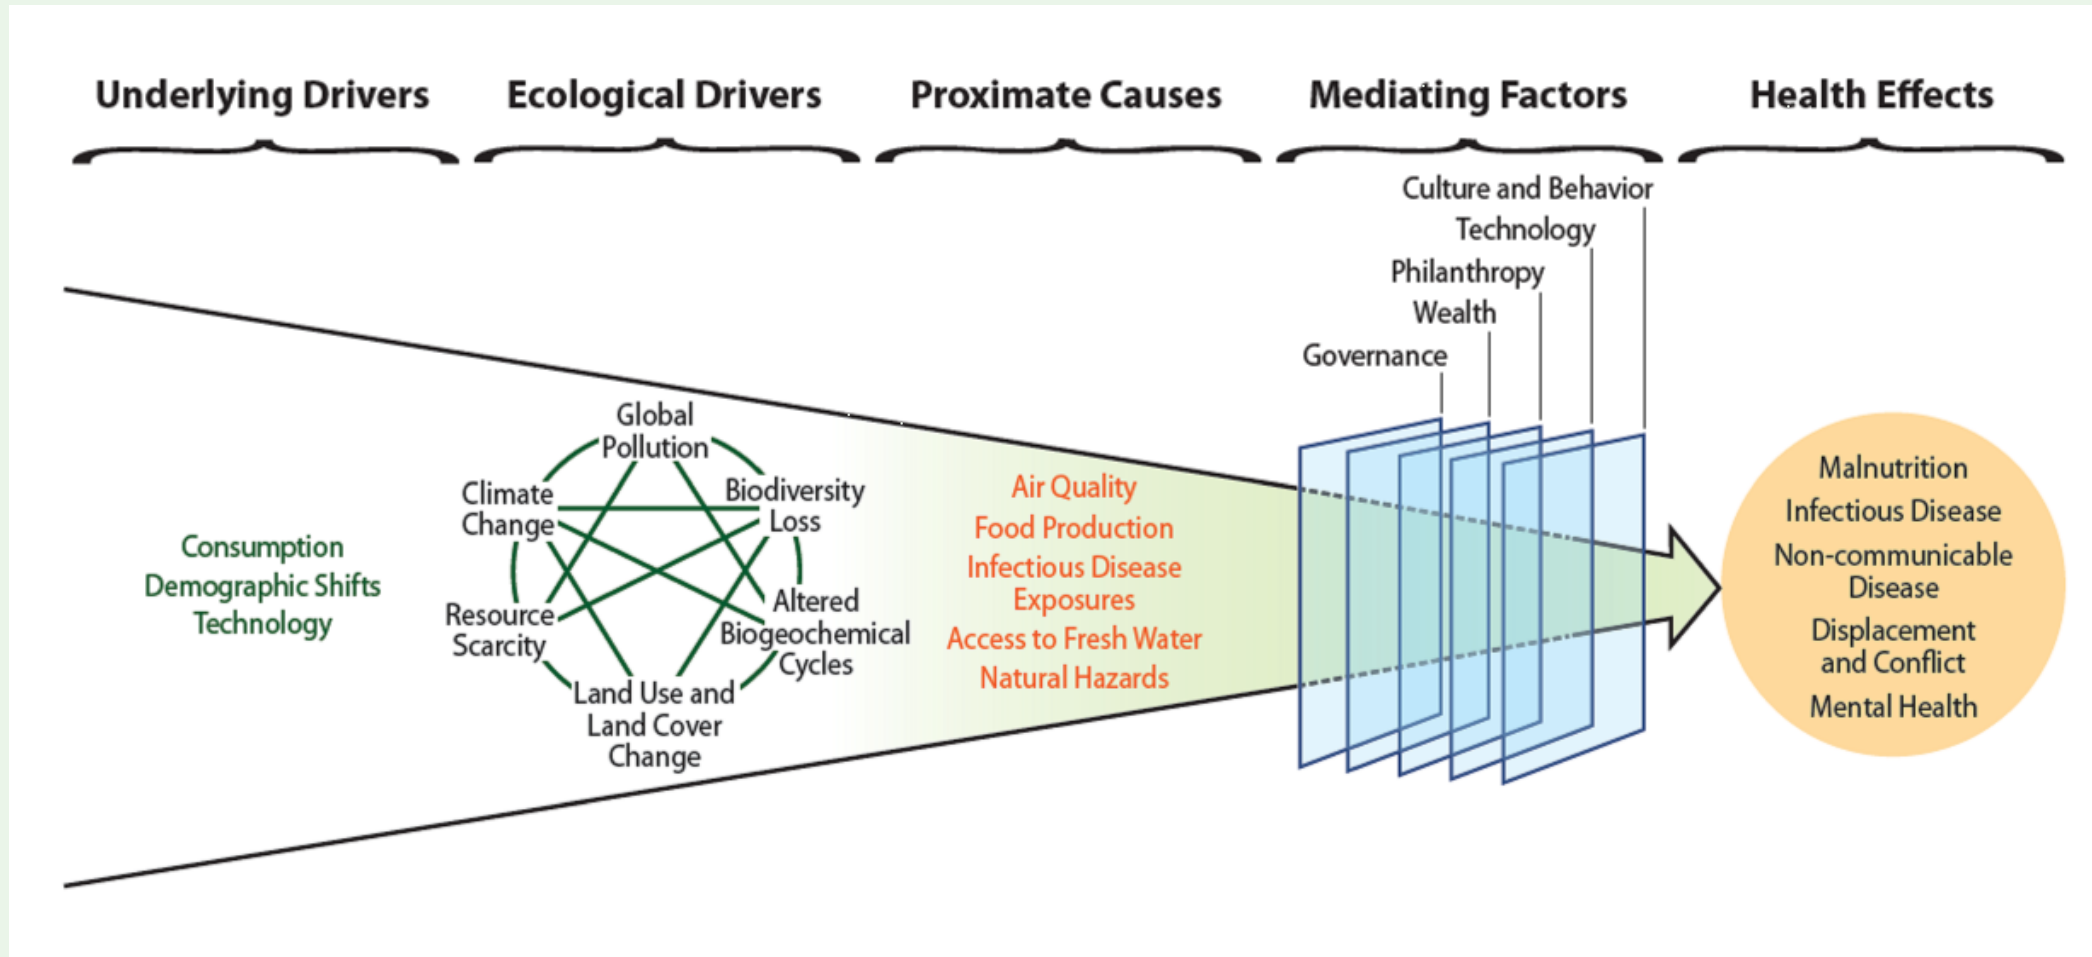 Underlying Drivers
Ecological Drivers
Proximate Causes
Mediating Factors
Health Effects
Consumption
Demographic Shifts
Technology
Global
Pollution
Climate
Change
Biodiversity
Loss
Resource
Scarcity
Altered
Biogeochemical
Cycles
Land Use and
Land Cover
Change
Air Quality
Food Production
Infectious Disease
Exposures
Access to Fresh Water
Natural Hazards
Culture and Behavior
Technology
Philanthropy
Wealth
Governance
Malnutrition
Infectious Disease
Non-communicable
Disease
Displacement
and Conflict
Mental Health